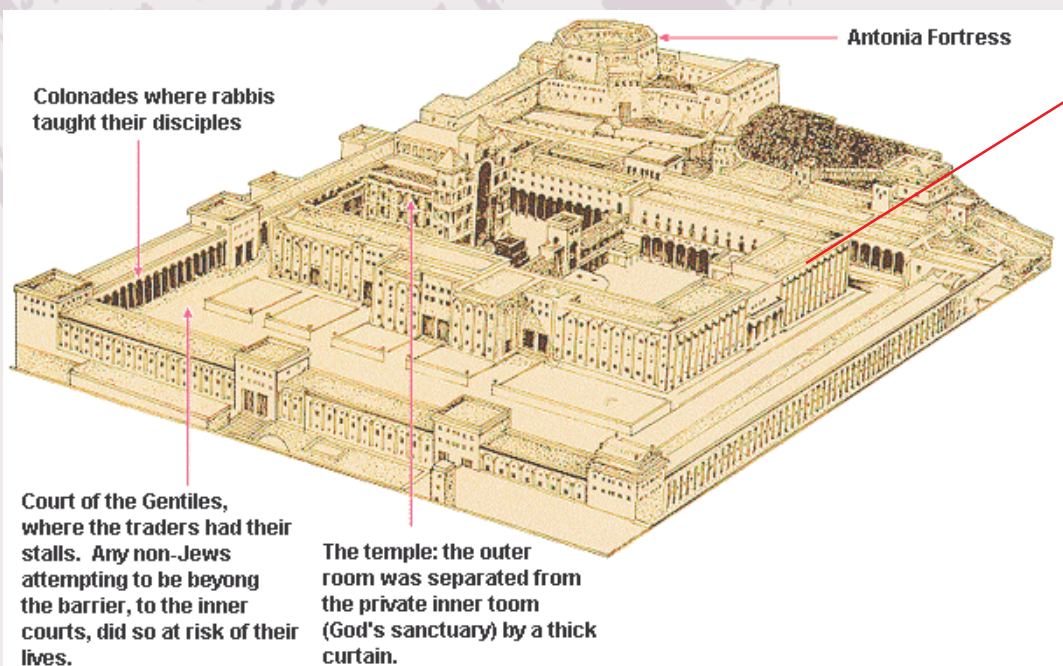 Antonia Fortress
Colonades where rabbis
taught their disciples
Court of the Gentiles,
where the traders had their
stalls. Any non-Jews
attempting to be beyong
the barrier, to the inner
courts, did so at risk of their
lives.
The temple: the outer
room was separated from
the private inner toom
(God's sanctuary) by a thick
curtain.